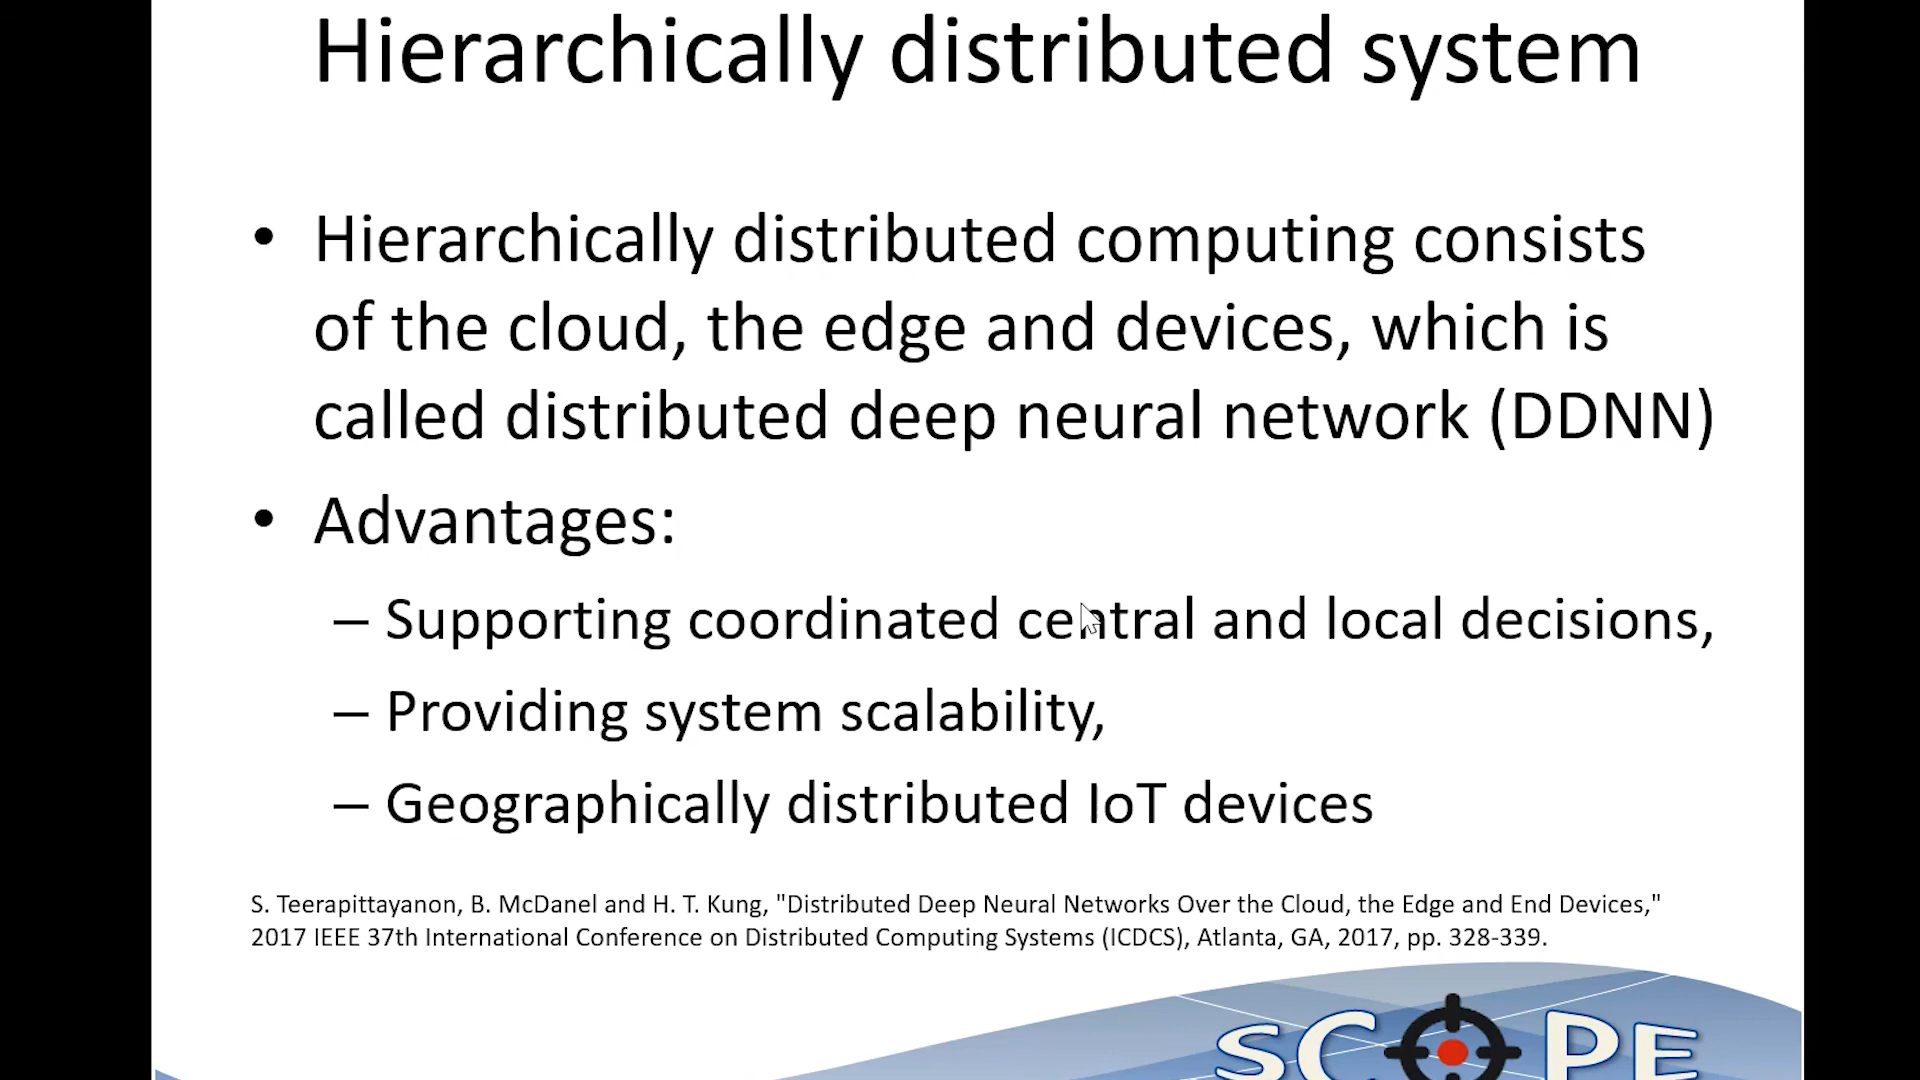 Hierarchically distributed system
• Hierarchically distributed computing consists
of the cloud, the edge and devices, which is
called distributed deep neural network (DDNN)
• Advantages:
– Supporting coordinated central and local decisions,
– Providing system scalability,
– Geographically distributed IoT devices
S. Teerapittayanon, B. McDanel and H. T. Kung, "Distributed Deep Neural Networks Over the Cloud, the Edge and End Devices,"
2017 IEEE 37th International Conference on Distributed Computing Systems (ICDCS), Atlanta, GA, 2017, pp. 328-339.
SCOPE